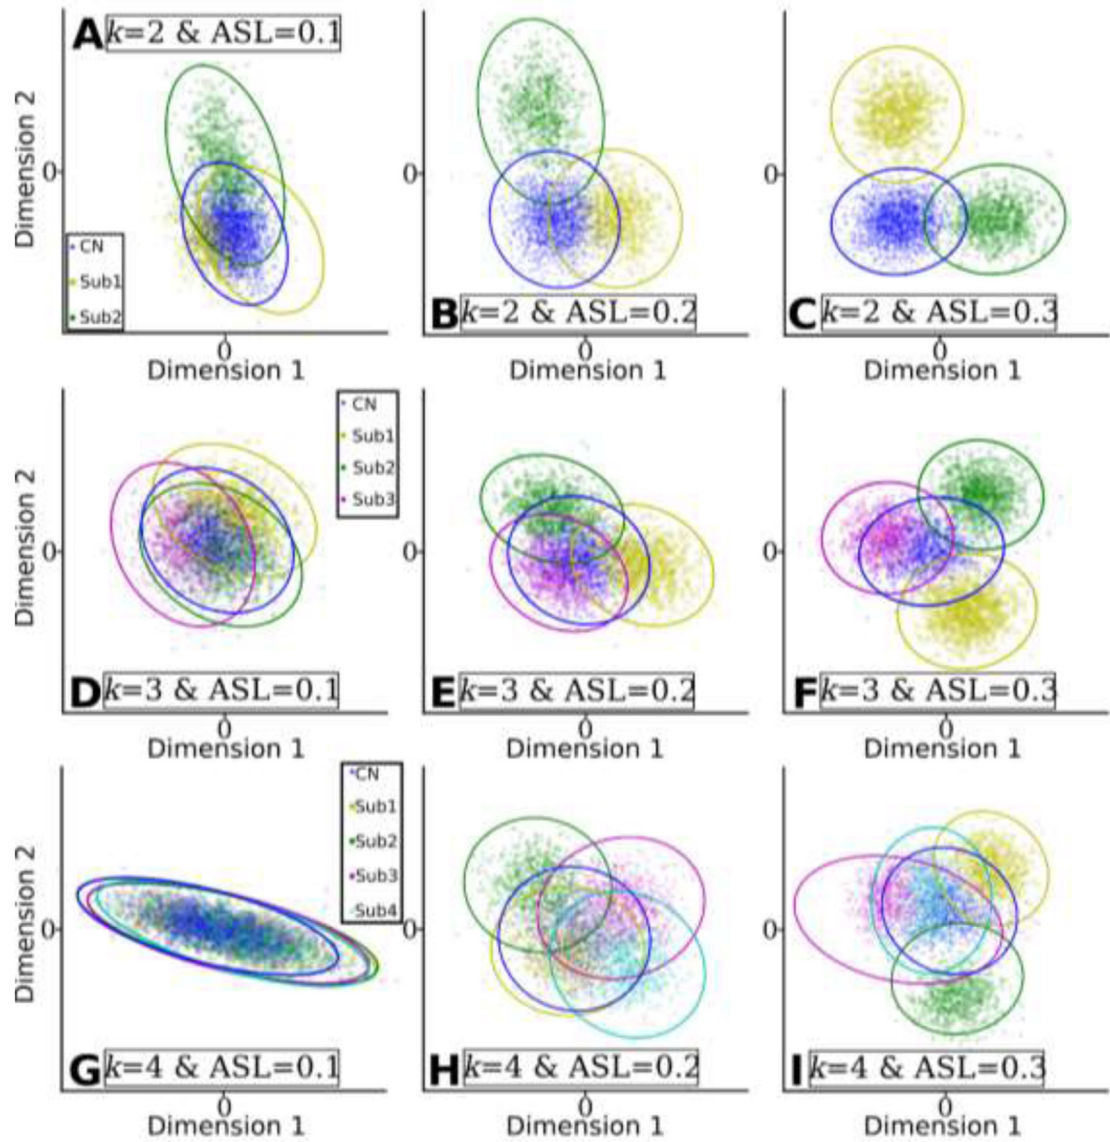 A k=2 & ASL=0.1
Dimension 2
0
CN
Sub1
Sub2
0
Dimension 1
0
B k=2 & ASL=0.2
0
Dimension 1
0
C k=2 & ASL=0.3
0
Dimension 1
Dimension 2
0
CN
Sub1
Sub2
Sub3
D k=3 & ASL=0.1
0
Dimension 1
0
E k=3 & ASL=0.2
0
Dimension 1
0
F k=3 & ASL=0.3
0
Dimension 1
Dimension 2
0
CN
Sub1
Sub2
Sub3
Sub4
G k=4 & ASL=0.1
0
Dimension 1
0
H k=4 & ASL=0.2
0
Dimension 1
0
I k=4 & ASL=0.3
0
Dimension 1